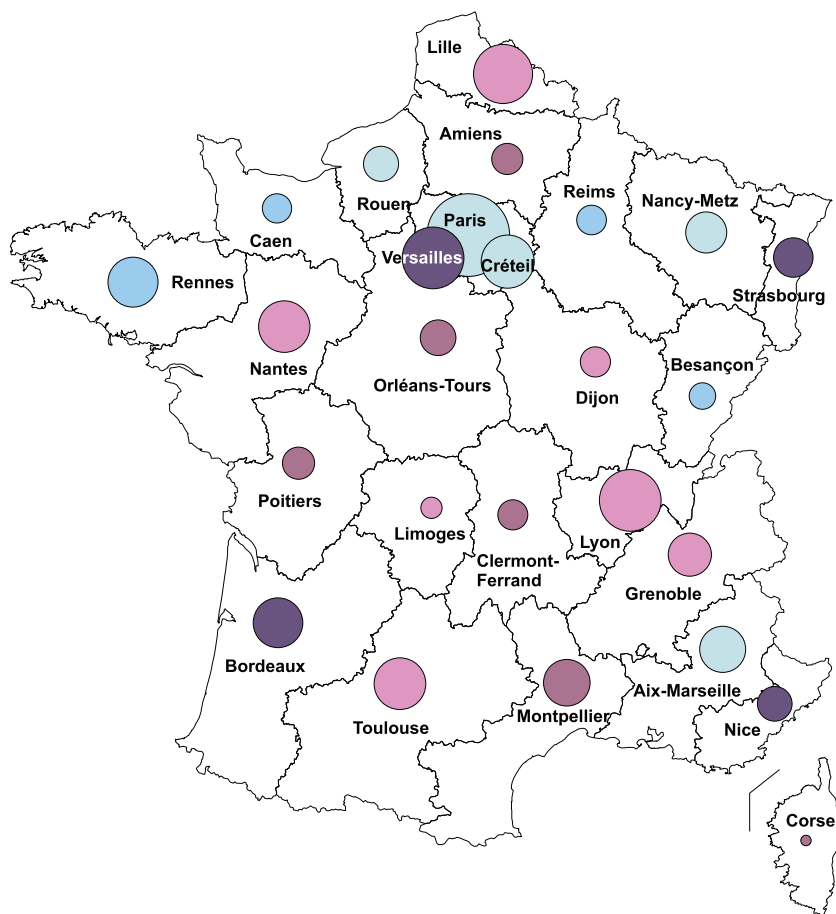 Lille
Amiens
Rouen
Reims
Nancy-Metz
Paris
Caen
Versailles
Créteil
Rennes
Strasbourg
Nantes
Orléans-Tours
Dijon
Besançon
Poitiers
Limoges
Clermont-
Ferrand
Lyon
Grenoble
Bordeaux
Toulouse
Montpellier
Aix-Marseille
Nice
Corse